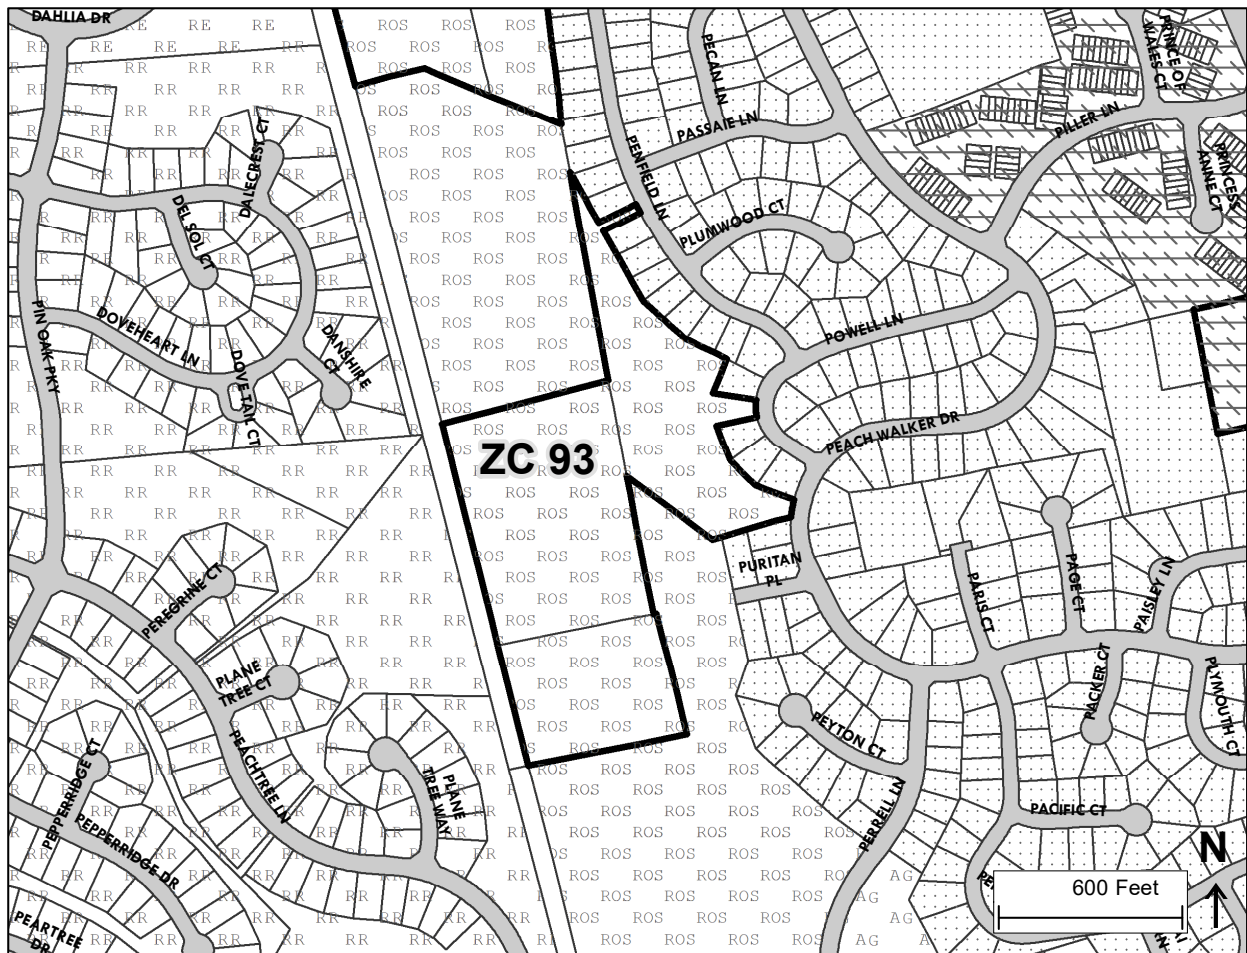 DAHLIA DR
RE
ROS
RR
PECAN LN
PRINCE OF
WALES CT
PASSAIE LN
PILLER LN
DALECREST CT
PENFIELD LN
PRINCESS
ANNE CT
DEL SOL CT
PLUMWOOD CT
PIN OAK PKY
DOVEHEART LN
DANSHIRE
CT
POWELL LN
DOVE TAIL CT
PEACH WALKER DR
ZC 93
PURITAN
PL
PEREGRINE CT
PARIS CT
PAGE CT
PAISLEY LN
PLANE
TREE CT
PACKER CT
PLYMOUTH CT
PEYTON CT
PEACHTREE LN
PLANE
TREE WAY
PEPPERRIDGE CT
PEPPERRIDGE DR
PERRELL LN
PACIFIC CT
N
600 Feet
AG
PEARTREE
DR